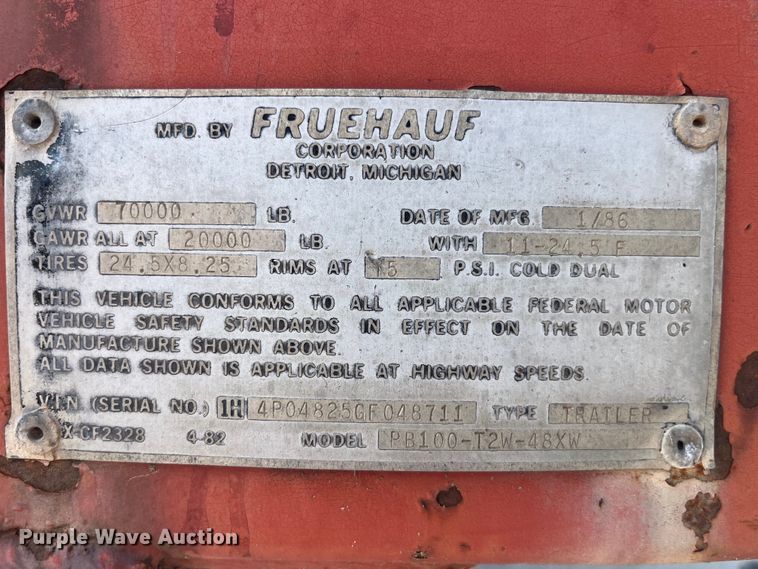 MFD. BY FRUEHAUF
CORPORATION
DETROIT, MICHIGAN
GVWR 70000 LB. DATE OF MFG 1/86
GAWR ALL AT 20000 LB. WITH 11-24.5 F
TIRES 24.5X8.25 RIMS AT P.S.I. COLD DUAL
THIS VEHICLE CONFORMS TO ALL APPLICABLE FEDERAL MOTOR
VEHICLE SAFETY STANDARDS IN EFFECT ON THE DATE OF
MANUFACTURE SHOWN ABOVE.
ALL DATA SHOWN IS APPLICABLE AT HIGHWAY SPEEDS.
V.I.N. (SERIAL NO.) 1H 4P04825GF048711 TYPE TRAILER
X-CF2328 4-82 MODEL PB100-T2W-48XW
Purple Wave Auction